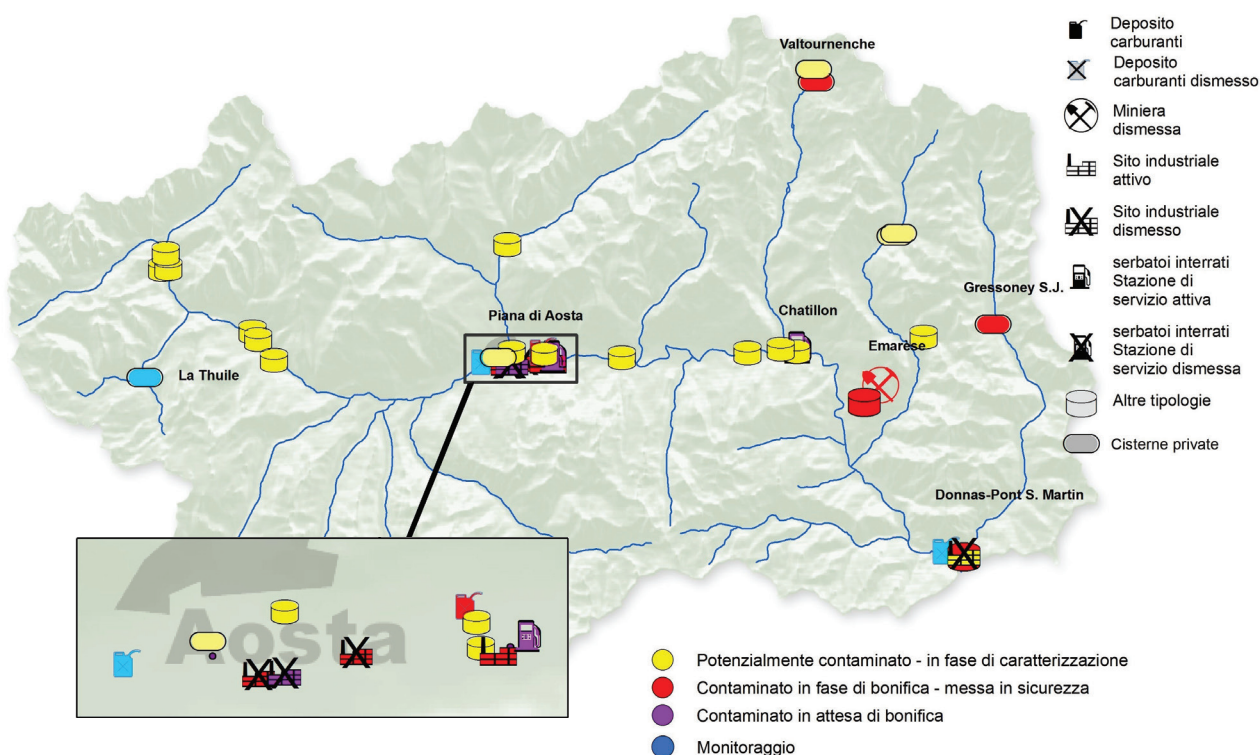 Valtournenche
Gressoney S.J.
Chatillon
Piana di Aosta
Emarèse
La Thuile
Donnas-Pont S. Martin
Aosta
Deposito
carburanti
Deposito
carburanti dismesso
Miniera
dismessa
Sito industriale
attivo
Sito industriale
dismesso
serbatoi interrati
Stazione di
servizio attiva
serbatoi interrati
Stazione di
servizio dismessa
Altre tipologie
Cisterne private
Potenzialmente contaminato - in fase di caratterizzazione
Contaminato in fase di bonifica - messa in sicurezza
Contaminato in attesa di bonifica
Monitoraggio